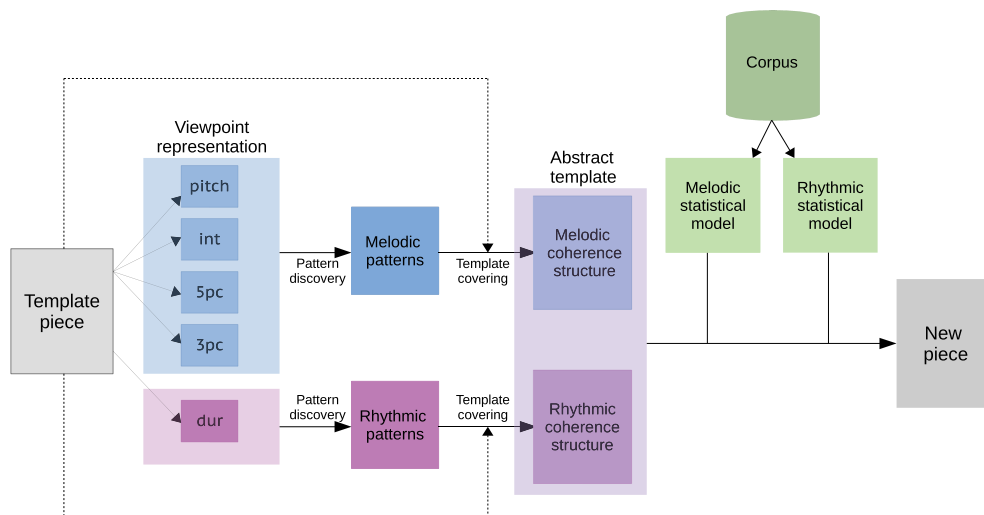 Corpus
Viewpoint
representation
pitch
int
5pc
3pc
dur
Template
piece
Pattern
discovery
Melodic
patterns
Template
covering
Pattern
discovery
Rhythmic
patterns
Template
covering
Abstract
template
Melodic
coherence
structure
Rhythmic
coherence
structure
Melodic
statistical
model
Rhythmic
statistical
model
New
piece